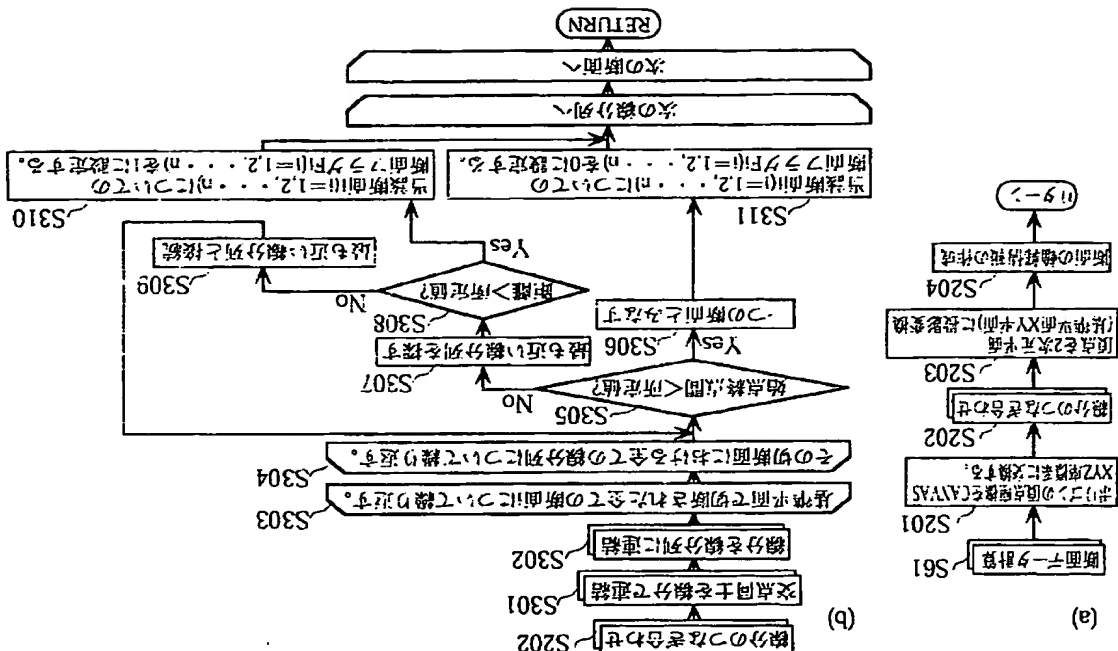 (a)
断面データ計算
S61
ポリゴンの頂点座標をCANVAS
XYZ座標系に変換する。
S201
線分のつなぎ合わせ
S202
頂点を2次元平面
(基準平面XY平面)に投影変換
S203
断面の輪郭情報の作成
S204
リターン
(b)
線分のつなぎ合わせ
S202
交点同士を線分で連結
S301
線分を線分列に連結
S302
基準平面で切断された全ての断面について繰り返す。
S303
その切断面における全ての線分列について繰り返す。
S304
始点終点間<所定値?
S305
No
Yes
一つの断面とみなす
S306
最も近い線分列を探す
S307
距離>所定値?
S308
No
Yes
最も近い線分列と接続
S309
当該断面i(i=1,2,・・・・n)についての
断面フラグFi(i=1,2,・・・・n)を1に設定する。
S310
当該断面i(i=1,2,・・・・n)についての
断面フラグFi(i=1,2,・・・・n)を0に設定する。
S311
次の線分列へ
次の断面へ
RETURN